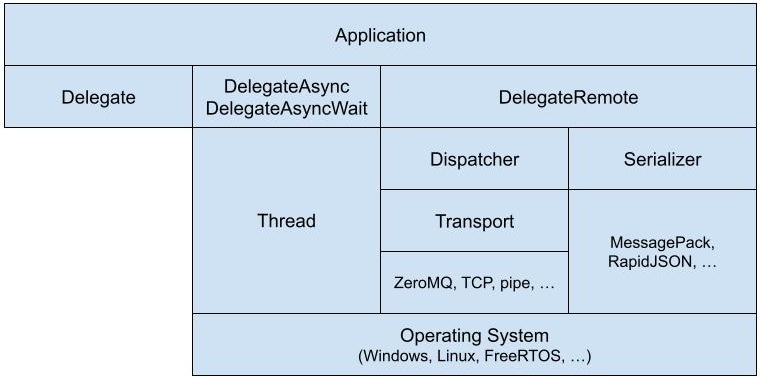 Application
Delegate
DelegateAsync
DelegateAsyncWait
DelegateRemote
Dispatcher
Serializer
Thread
Transport
MessagePack,
RapidJSON, …
ZeroMQ, TCP, pipe, …
Operating System
(Windows, Linux, FreeRTOS, …)